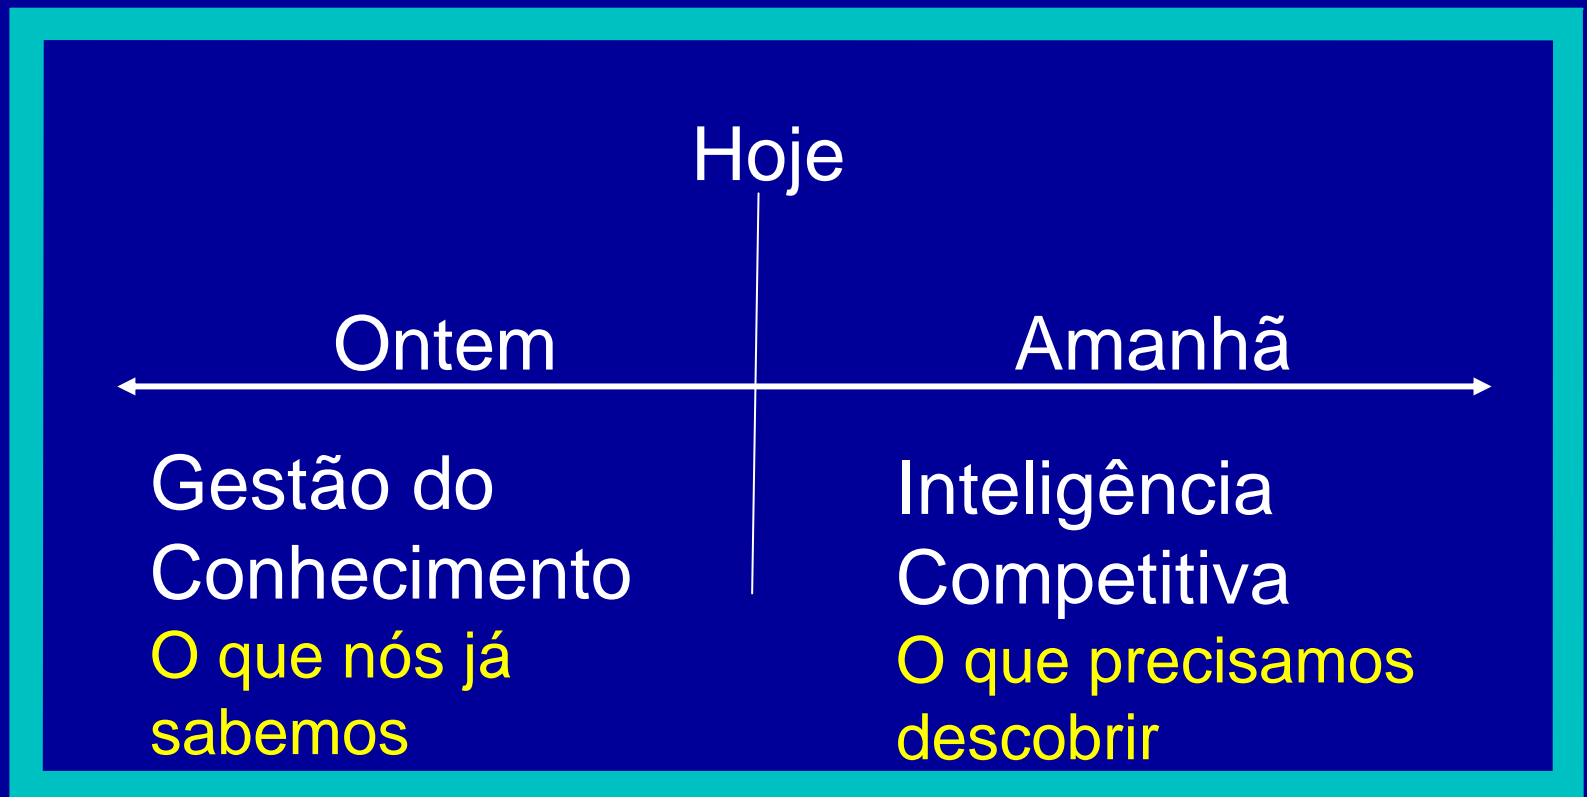 Hoje
Ontem
Amanhã
Gestão do
Conhecimento
O que nós já
sabemos
Inteligência
Competitiva
O que precisamos
descobrir